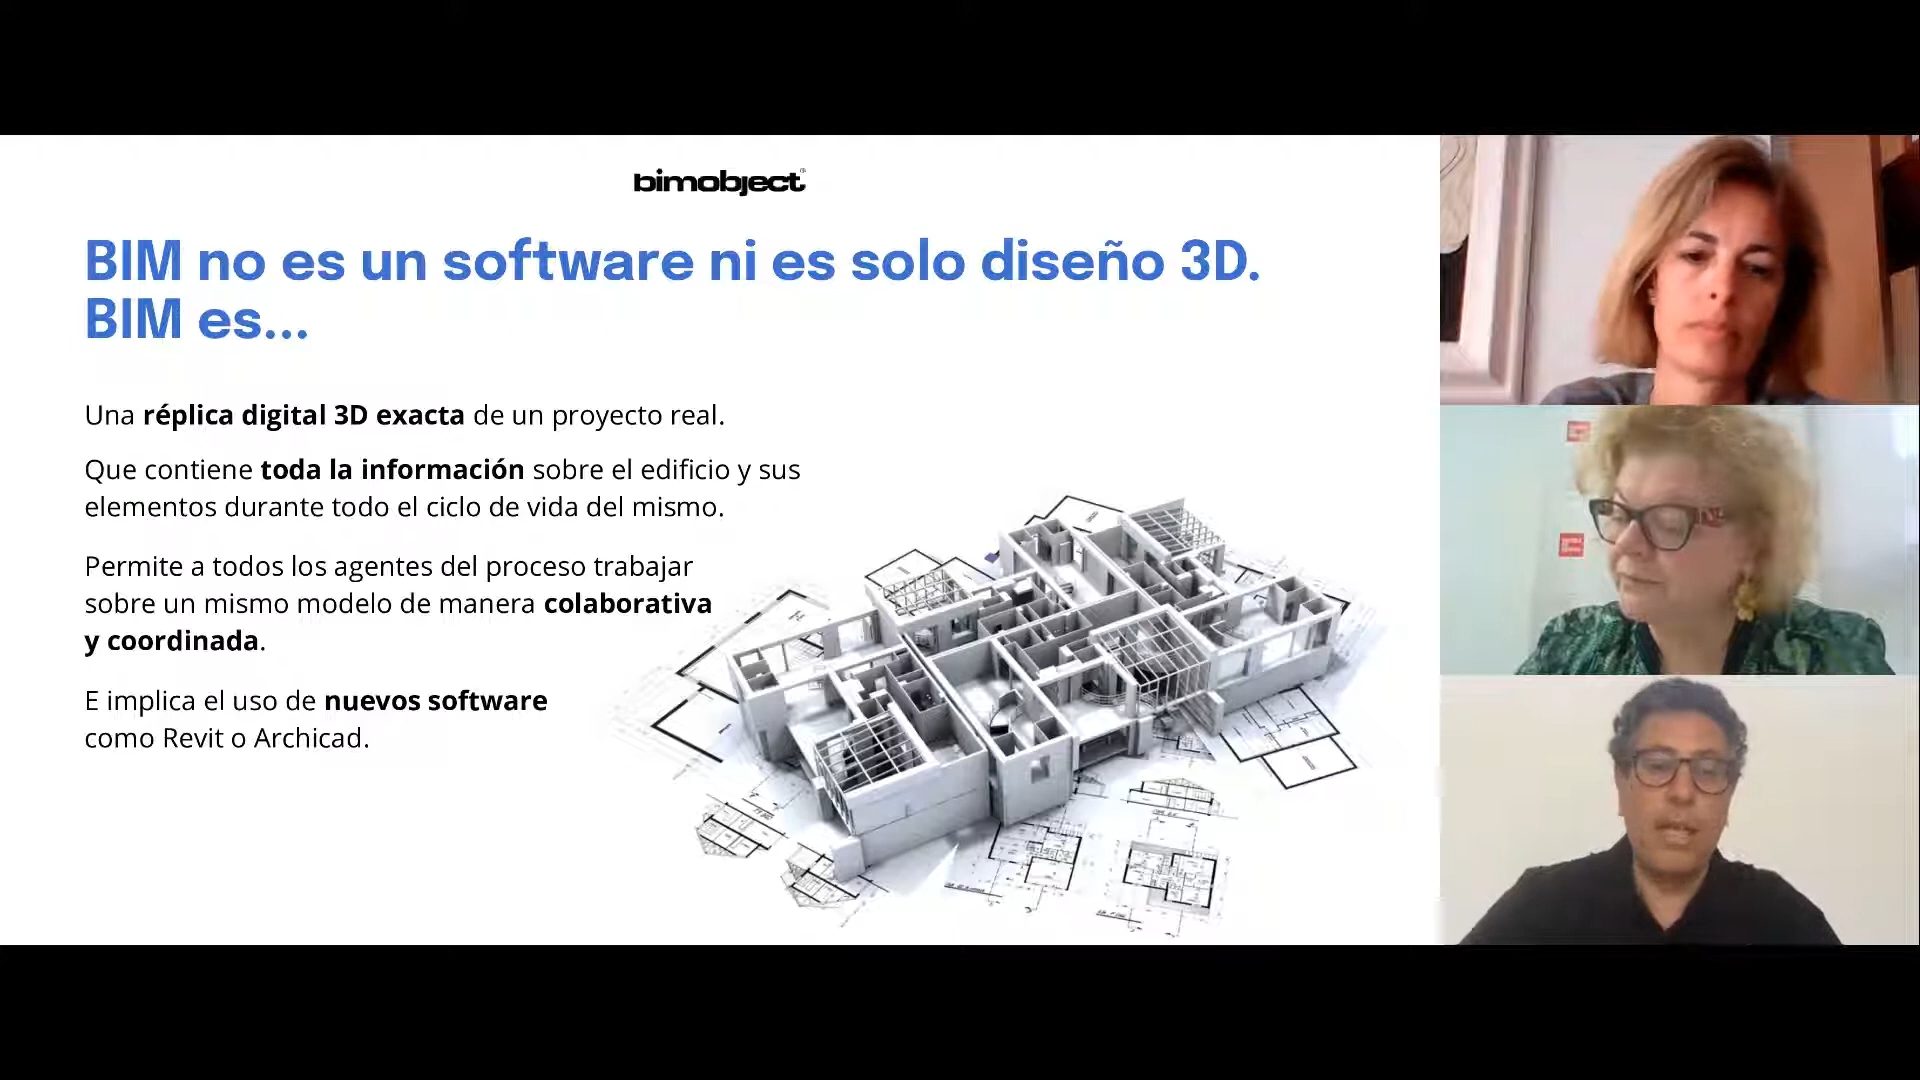 bimobject®
BIM no es un software ni es solo diseño 3D.
BIM es...
Una réplica digital 3D exacta de un proyecto real.
Que contiene toda la información sobre el edificio y sus
elementos durante todo el ciclo de vida del mismo.
Permite a todos los agentes del proceso trabajar
sobre un mismo modelo de manera colaborativa
y coordinada.
E implica el uso de nuevos software
como Revit o Archicad.